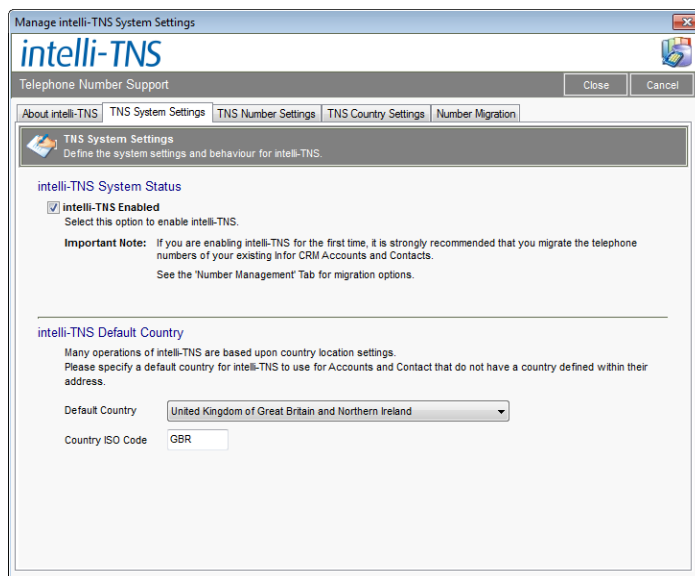 Manage intelli-TNS System Settings
intelli-TNS
Telephone Number Support
Close
Cancel
About intelli-TNS
TNS System Settings
TNS Number Settings
TNS Country Settings
Number Migration
TNS System Settings
Define the system settings and behaviour for intelli-TNS.
intelli-TNS System Status
intelli-TNS Enabled
Select this option to enable intelli-TNS.
Important Note: If you are enabling intelli-TNS for the first time, it is strongly recommended that you migrate the telephone
numbers of your existing Infor CRM Accounts and Contacts.
See the 'Number Management' Tab for migration options.
intelli-TNS Default Country
Many operations of intelli-TNS are based upon country location settings.
Please specify a default country for intelli-TNS to use for Accounts and Contact that do not have a country defined within their
address.
Default Country
United Kingdom of Great Britain and Northern Ireland
Country ISO Code
GBR